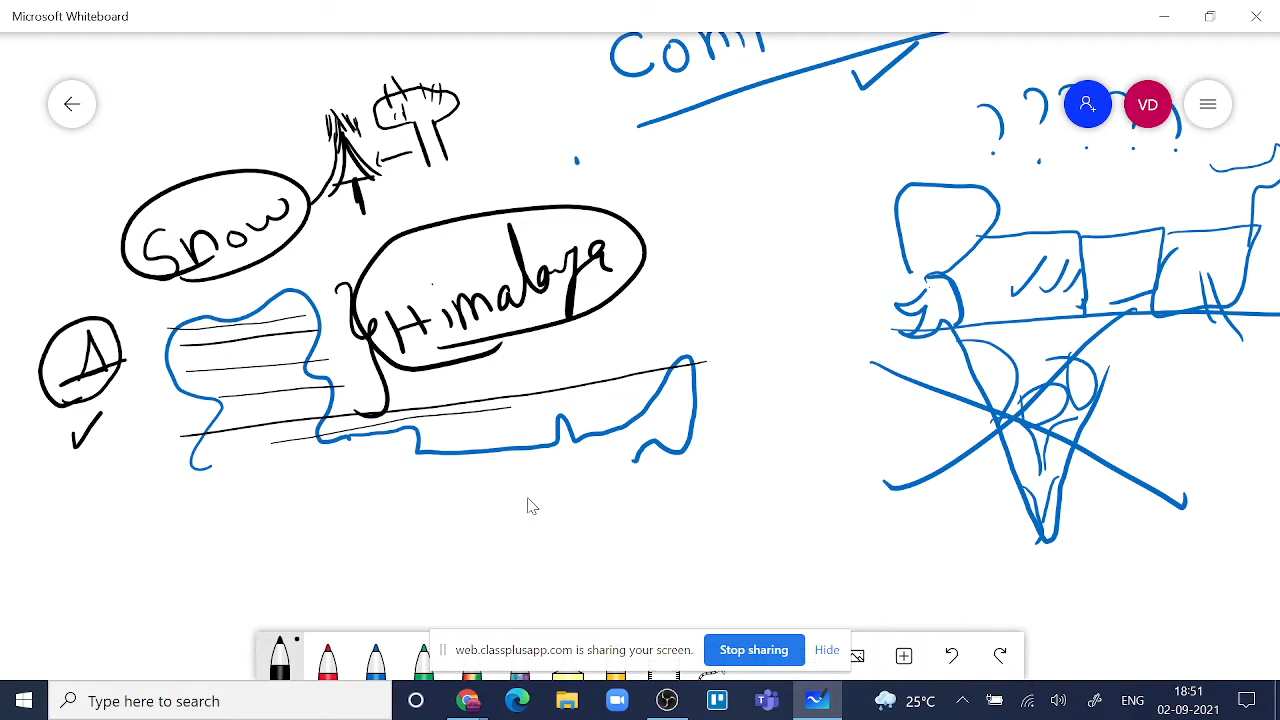 Microsoft Whiteboard
VD
? ? ? ? ?
Snow
Himalaya
A
web.classplusapp.com is sharing your screen.
Stop sharing
Hide
Type here to search
25°C
ENG
18:51
02-09-2021